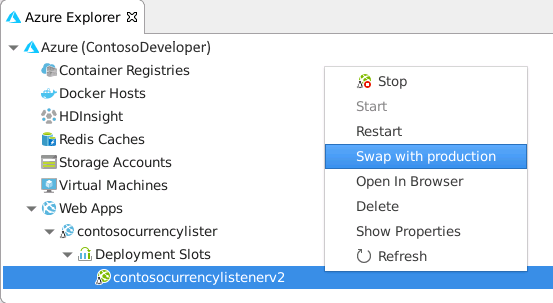 Azure Explorer
Azure (ContosoDeveloper)
Container Registries
Docker Hosts
HDInsight
Redis Caches
Storage Accounts
Virtual Machines
Web Apps
contosocurrencylister
Deployment Slots
contosocurrencylistenerv2
Stop
Start
Restart
Swap with production
Open In Browser
Delete
Show Properties
Refresh